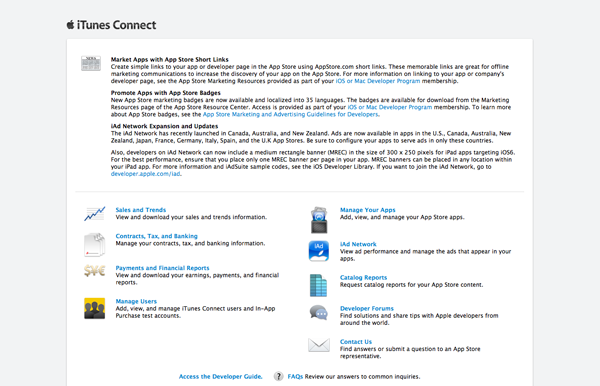 iTunes Connect
NEWS
Market Apps with App Store Short Links
Create simple links to your app or developer page in the App Store using AppStore.com short links. These memorable links are great for offline
marketing communications to increase the discovery of your app on the App Store. For more information on linking to your app or company's
developer page, see the App Store Marketing Resources provided as part of your iOS or Mac Developer Program membership.
Promote Apps with App Store Badges
New App Store marketing badges are now available and localized into 35 languages. The badges are available for download from the Marketing
Resources page of the App Store Resource Center. Access is provided as part of your iOS or Mac Developer Program membership. To learn more
about App Store badges, see the App Store Marketing and Advertising Guidelines for Developers.
iAd Network Expansion and Updates
The iAd Network has recently launched in Canada, Australia, and New Zealand. Ads are now available in apps in the U.S., Canada, Australia, New
Zealand, Japan, France, Germany, Italy, Spain, and the U.K App Stores. Be sure to configure your apps to serve ads in only these countries.
Also, developers on iAd Network can now include a medium rectangle banner (MREC) in the size of 300 x 250 pixels for iPad apps targeting iOS6.
For the best performance, ensure that you place only one MREC banner per page in your app. MREC banners can be placed in any location within
your iPad app. For more information and iAdSuite sample codes, see the iOS Developer Library. If you want to join the iAd Network, go to
developer.apple.com/iad.
Sales and Trends
View and download your sales and trends information.
Contracts, Tax, and Banking
Manage your contracts, tax, and banking information.
$¥€
Payments and Financial Reports
View and download your earnings, payments, and financial
reports.
Manage Users
Add, view, and manage iTunes Connect users and In-App
Purchase test accounts.
Manage Your Apps
Add, view, and manage your App Store apps.
iAd
iAd Network
View ad performance and manage the ads that appear in your
apps.
Catalog Reports
Request catalog reports for your App Store content.
Developer Forums
Find solutions and share tips with Apple developers from
around the world.
Contact Us
Find answers or submit a question to an App Store
representative.
Access the Developer Guide. ? FAQs Review our answers to common inquiries.